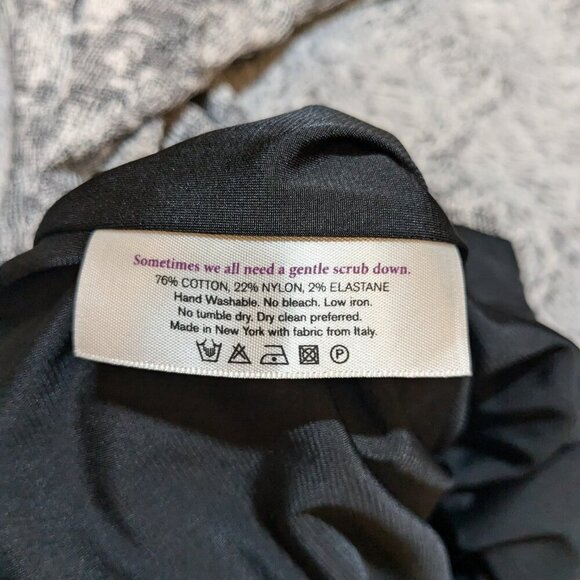 Sometimes we all need a gentle scrub down.
76% COTTON, 22% NYLON, 2% ELASTANE
Hand Washable. No bleach. Low iron.
No tumble dry. Dry clean preferred.
Made in New York with fabric from Italy.
P